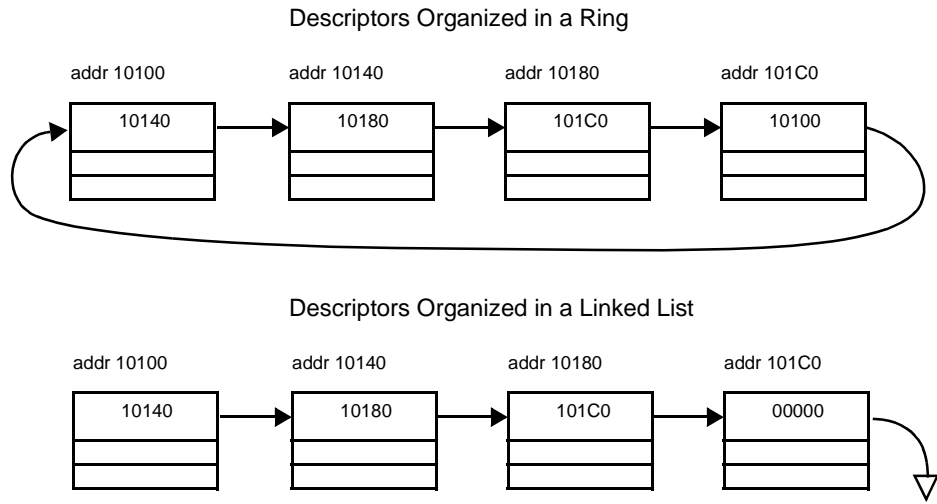 Descriptors Organized in a Ring
addr 10100 addr 10140 addr 10180 addr 101C0
10140 10180 101C0 10100
Descriptors Organized in a Linked List
addr 10100 addr 10140 addr 10180 addr 101C0
10140 10180 101C0 00000